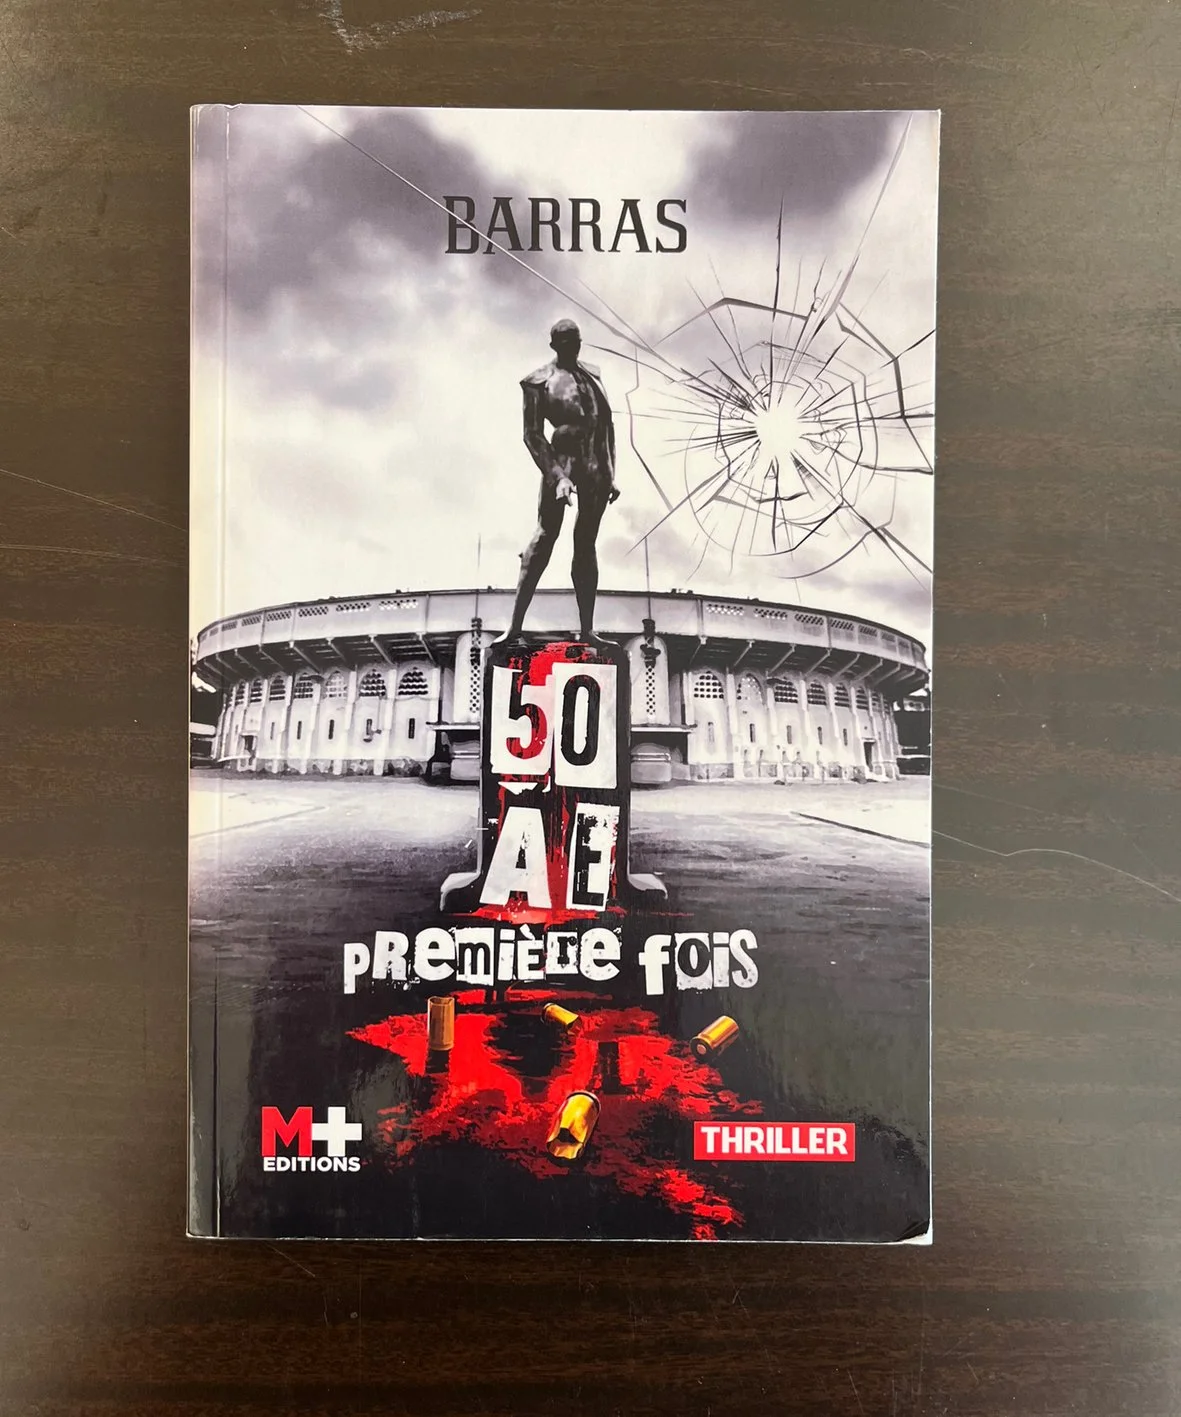 BARRAS
50
AE
PREMIÈRE FOIS
M+
EDITIONS
THRILLER